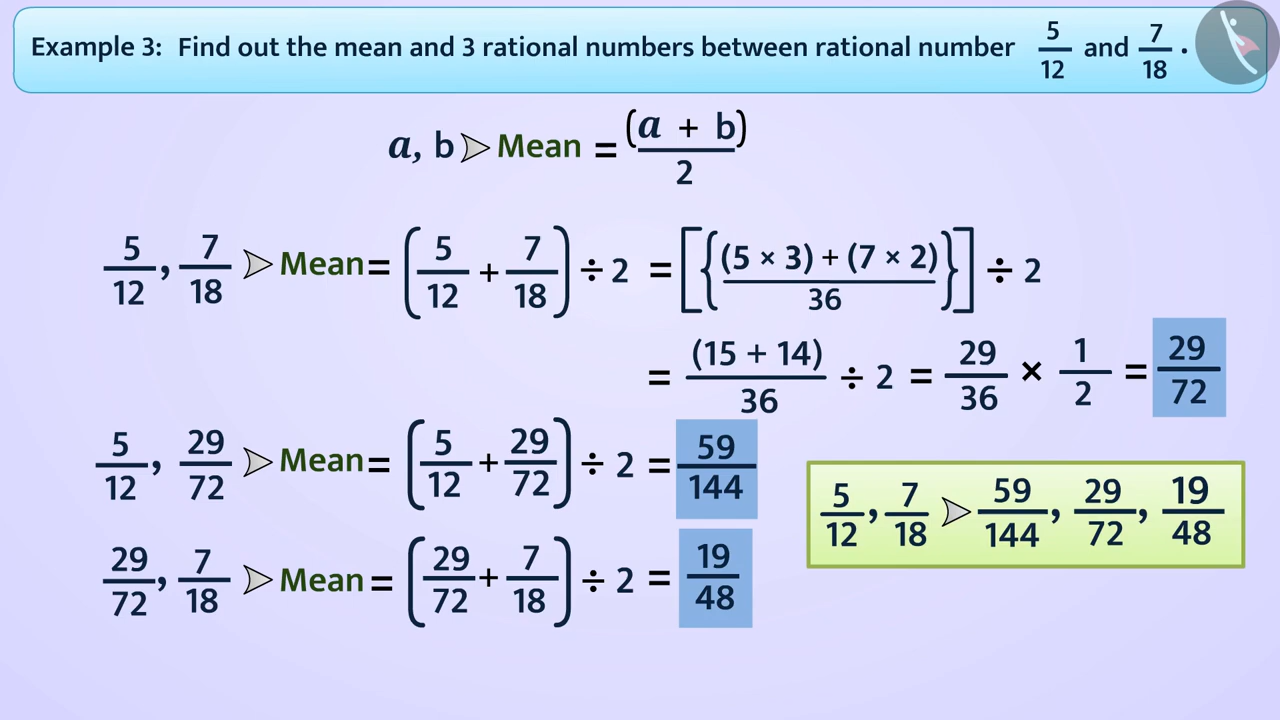 Example 3: Find out the mean and 3 rational numbers between rational number 5/12 and 7/18 .
a, b ➢ Mean = (a + b)/2
5/12, 7/18 ➢ Mean = (5/12 + 7/18) ÷ 2 = [{(5 × 3) + (7 × 2)/36}] ÷ 2
= (15 + 14)/36 ÷ 2 = 29/36 × 1/2 = 29/72
5/12, 29/72 ➢ Mean = (5/12 + 29/72) ÷ 2 = 59/144
5/12, 7/18 ➢ 59/144, 29/72, 19/48
29/72, 7/18 ➢ Mean = (29/72 + 7/18) ÷ 2 = 19/48